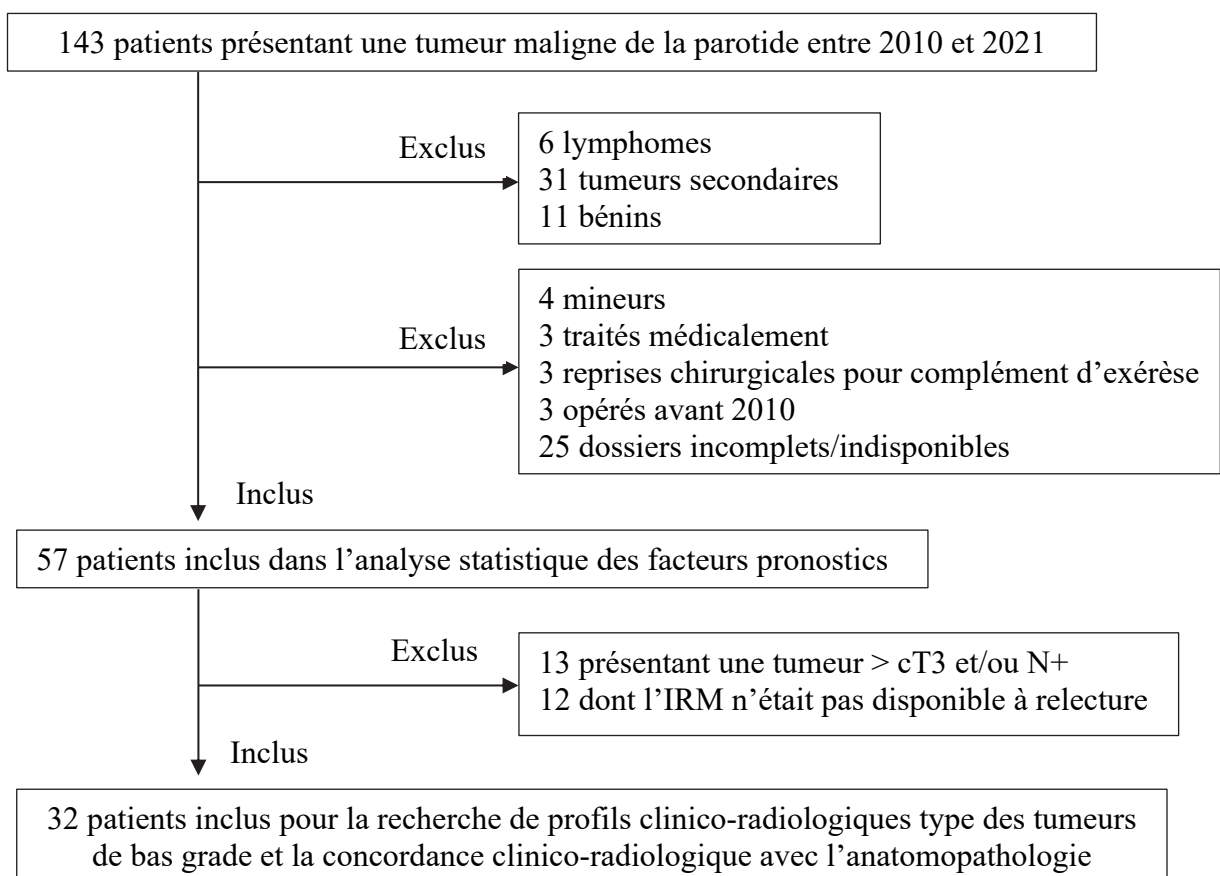 143 patients présentant une tumeur maligne de la parotide entre 2010 et 2021
Exclus
6 lymphomes
31 tumeurs secondaires
11 bénins
Exclus
4 mineurs
3 traités médicalement
3 reprises chirurgicales pour complément d’exérèse
3 opérés avant 2010
25 dossiers incomplets/indisponibles
Inclus
57 patients inclus dans l’analyse statistique des facteurs pronostics
Exclus
13 présentant une tumeur > cT3 et/ou N+
12 dont l’IRM n’était pas disponible à relecture
Inclus
32 patients inclus pour la recherche de profils clinico-radiologiques type des tumeurs
de bas grade et la concordance clinico-radiologique avec l’anatomopathologie